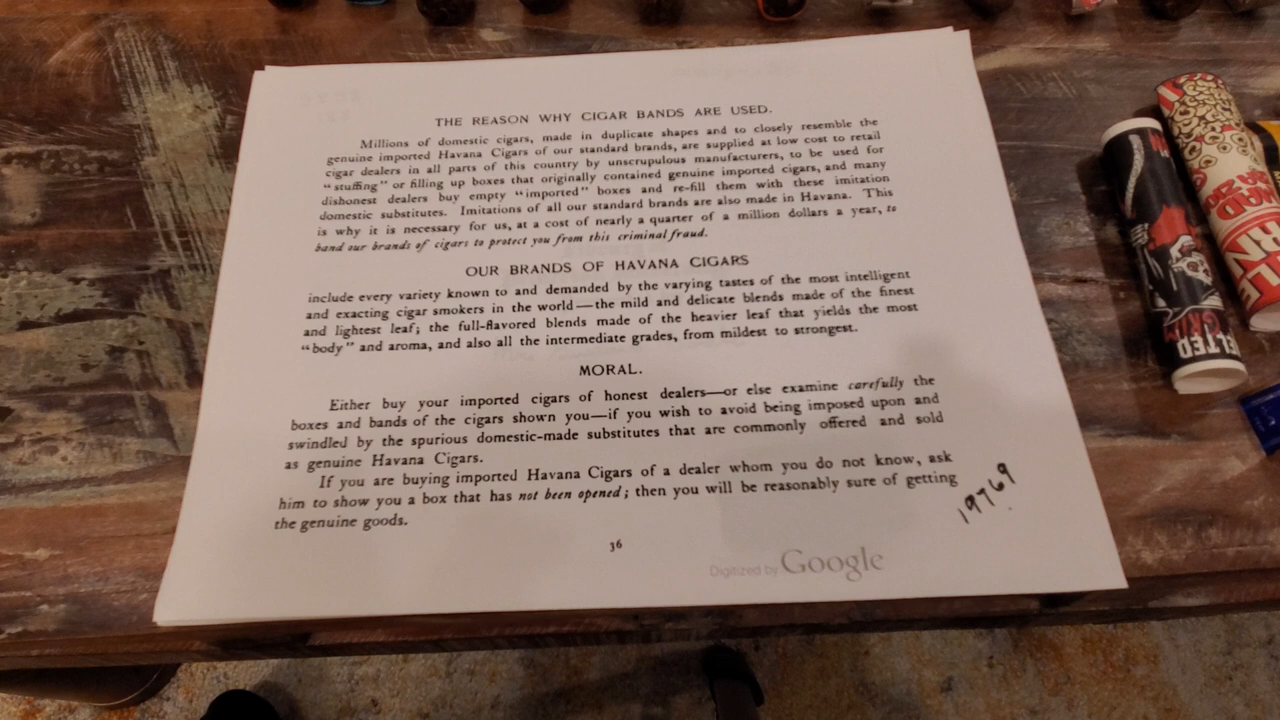 THE REASON WHY CIGAR BANDS ARE USED.
Millions of domestic cigars, made in duplicate shapes and to closely resemble the
genuine imported Havana Cigars of our standard brands, are supplied at low cost to retail
cigar dealers in all parts of this country by unscrupulous manufacturers, to be used for
"stuffing" or filling up boxes that originally contained genuine imported cigars, and many
dishonest dealers buy empty "imported" boxes and re-fill them with these imitation
domestic substitutes. Imitations of all our standard brands are also made in Havana. This
is why it is necessary for us, at a cost of nearly a quarter of a million dollars a year, to
band our brands of cigars to protect you from this criminal fraud.
OUR BRANDS OF HAVANA CIGARS
include every variety known to and demanded by the varying tastes of the most intelligent
and exacting cigar smokers in the world—the mild and delicate blends made of the finest
and lightest leaf; the full-flavored blends made of the heavier leaf that yields the most
"body" and aroma, and also all the intermediate grades, from mildest to strongest.
MORAL.
Either buy your imported cigars of honest dealers—or else examine carefully the
boxes and bands of the cigars shown you—if you wish to avoid being imposed upon and
swindled by the spurious domestic-made substitutes that are commonly offered and sold
as genuine Havana Cigars.
If you are buying imported Havana Cigars of a dealer whom you do not know, ask
him to show you a box that has not been opened; then you will be reasonably sure of getting
the genuine goods.
36
Digitized by Google